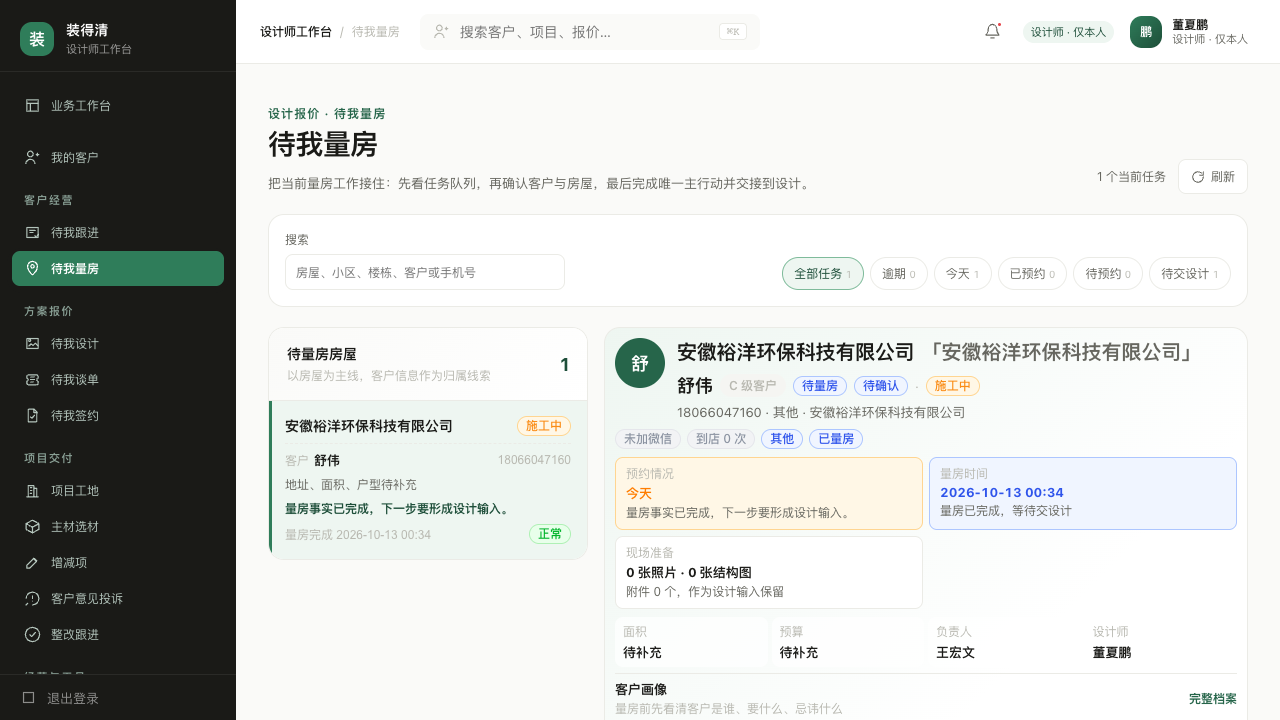 装
装得清
设计师工作台
业务工作台
我的客户
客户经营
待我跟进
待我量房
方案报价
待我设计
待我谈单
待我签约
项目交付
项目工地
主材选材
增减项
客户意见投诉
整改跟进
退出登录
设计师工作台 / 待我量房
搜索客户、项目、报价...
⌘K
设计师 · 仅本人
鹏
董夏鹏
设计师 · 仅本人
设计报价 · 待我量房
待我量房
把当前量房工作接住：先看任务队列，再确认客户与房屋，最后完成唯一主行动并交接到设计。
1 个当前任务
刷新
搜索
房屋、小区、楼栋、客户或手机号
全部任务 1
逾期 0
今天 1
已预约 0
待预约 0
待交设计 1
待量房房屋
以房屋为主线，客户信息作为归属线索
1
安徽裕洋环保科技有限公司
施工中
客户 舒伟
18066047160
地址、面积、户型待补充
量房事实已完成，下一步要形成设计输入。
量房完成 2026-10-13 00:34
正常
舒
安徽裕洋环保科技有限公司 「安徽裕洋环保科技有限公司」
舒伟 C 级客户 待量房 待确认 · 施工中
18066047160 · 其他 · 安徽裕洋环保科技有限公司
未加微信 到店 0 次 其他 已量房
预约情况
今天
量房事实已完成，下一步要形成设计输入。
量房时间
2026-10-13 00:34
量房已完成，等待交设计
现场准备
0 张照片 · 0 张结构图
附件 0 个，作为设计输入保留
面积
待补充
预算
待补充
负责人
王宏文
设计师
董夏鹏
客户画像
量房前先看清客户是谁、要什么、忌讳什么
完整档案